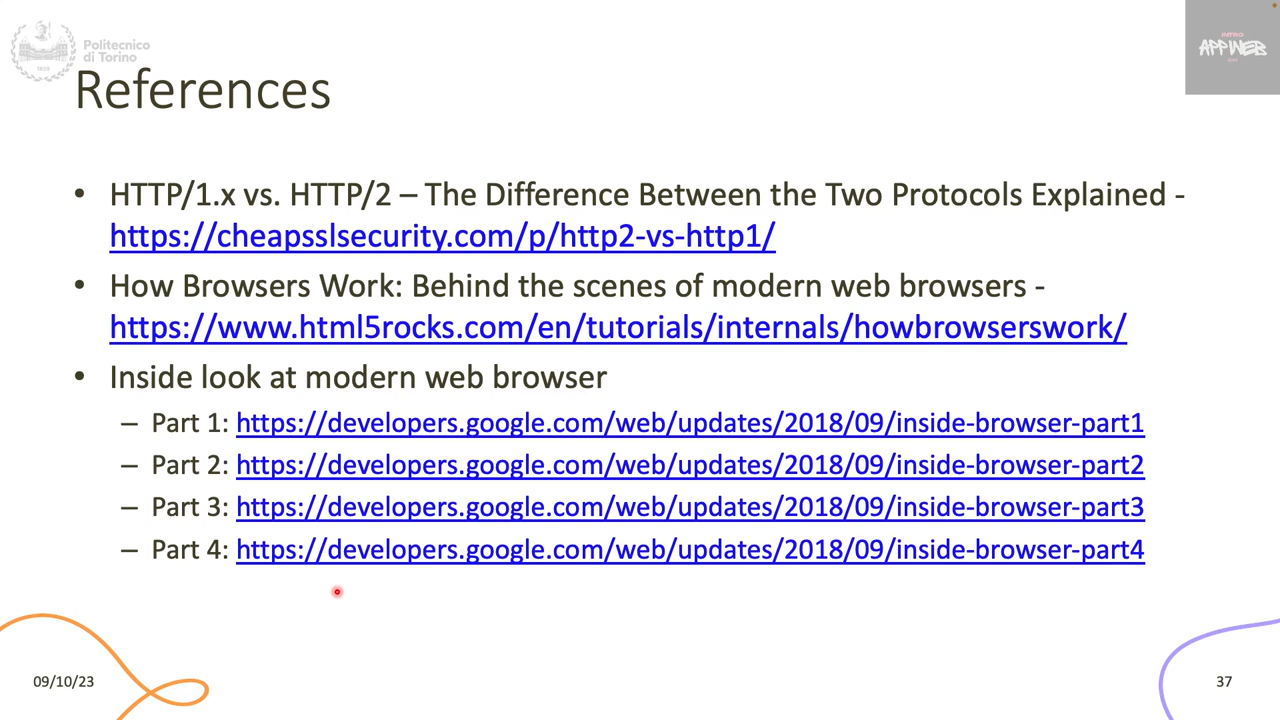 Politecnico
di Torino
1859
INTRO
APPWEB
References
• HTTP/1.x vs. HTTP/2 – The Difference Between the Two Protocols Explained -
https://cheapsslsecurity.com/p/http2-vs-http1/
• How Browsers Work: Behind the scenes of modern web browsers -
https://www.html5rocks.com/en/tutorials/internals/howbrowserswork/
• Inside look at modern web browser
– Part 1: https://developers.google.com/web/updates/2018/09/inside-browser-part1
– Part 2: https://developers.google.com/web/updates/2018/09/inside-browser-part2
– Part 3: https://developers.google.com/web/updates/2018/09/inside-browser-part3
– Part 4: https://developers.google.com/web/updates/2018/09/inside-browser-part4
09/10/23
37